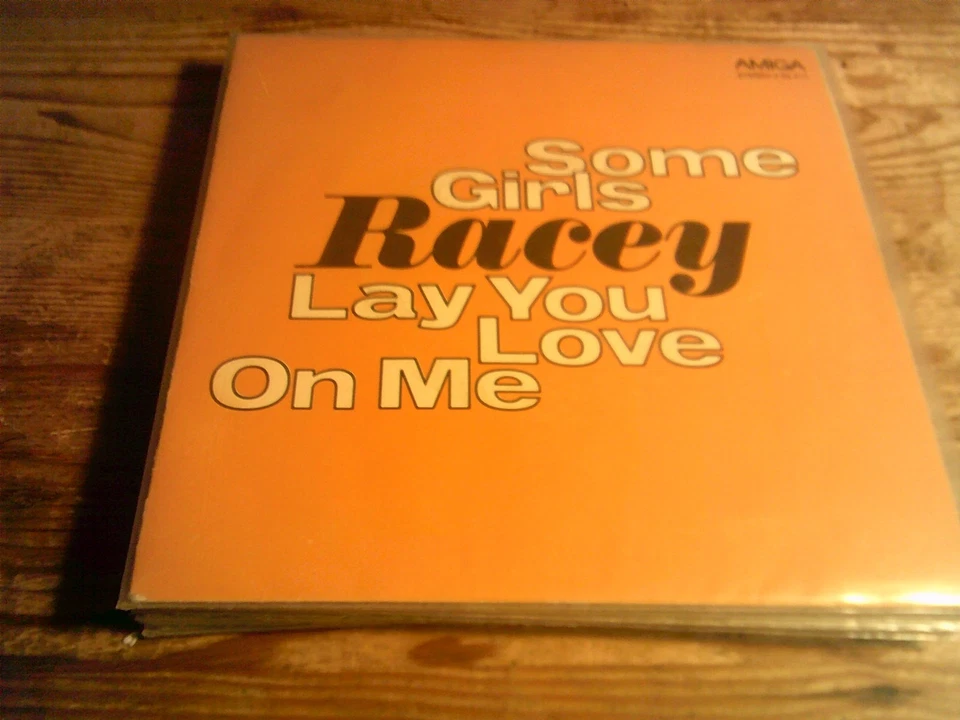 AMIGA
Some
Girls
Racey
Lay You
Love
On Me